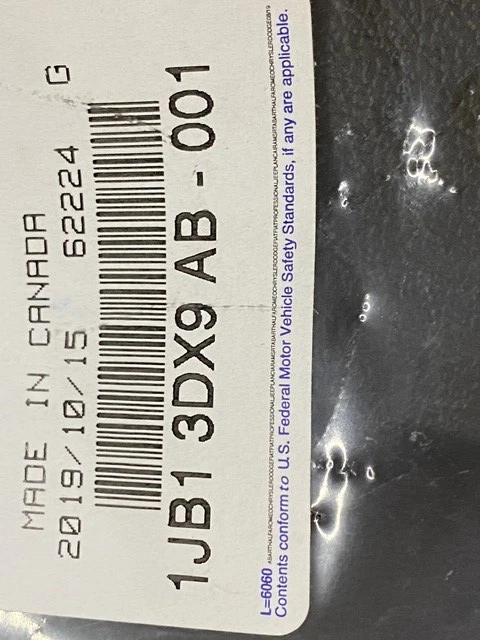 MADE IN CANADA
2019/10/15 62224 G
1JB1 3DX9 AB - 001
L=6060
Contents conform to U.S. Federal Motor Vehicle Safety Standards, if any are applicable.